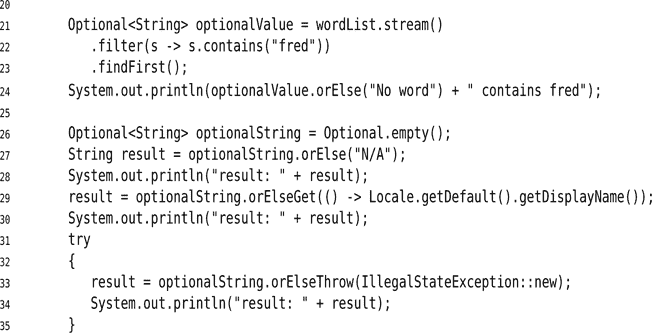 20
21 Optional<String> optionalValue = wordList.stream()
22 .filter(s -> s.contains("fred"))
23 .findFirst();
24 System.out.println(optionalValue.orElse("No word") + " contains fred");
25
26 Optional<String> optionalString = Optional.empty();
27 String result = optionalString.orElse("N/A");
28 System.out.println("result: " + result);
29 result = optionalString.orElseGet(() -> Locale.getDefault().getDisplayName());
30 System.out.println("result: " + result);
31 try
32 {
33 result = optionalString.orElseThrow(IllegalStateException::new);
34 System.out.println("result: " + result);
35 }